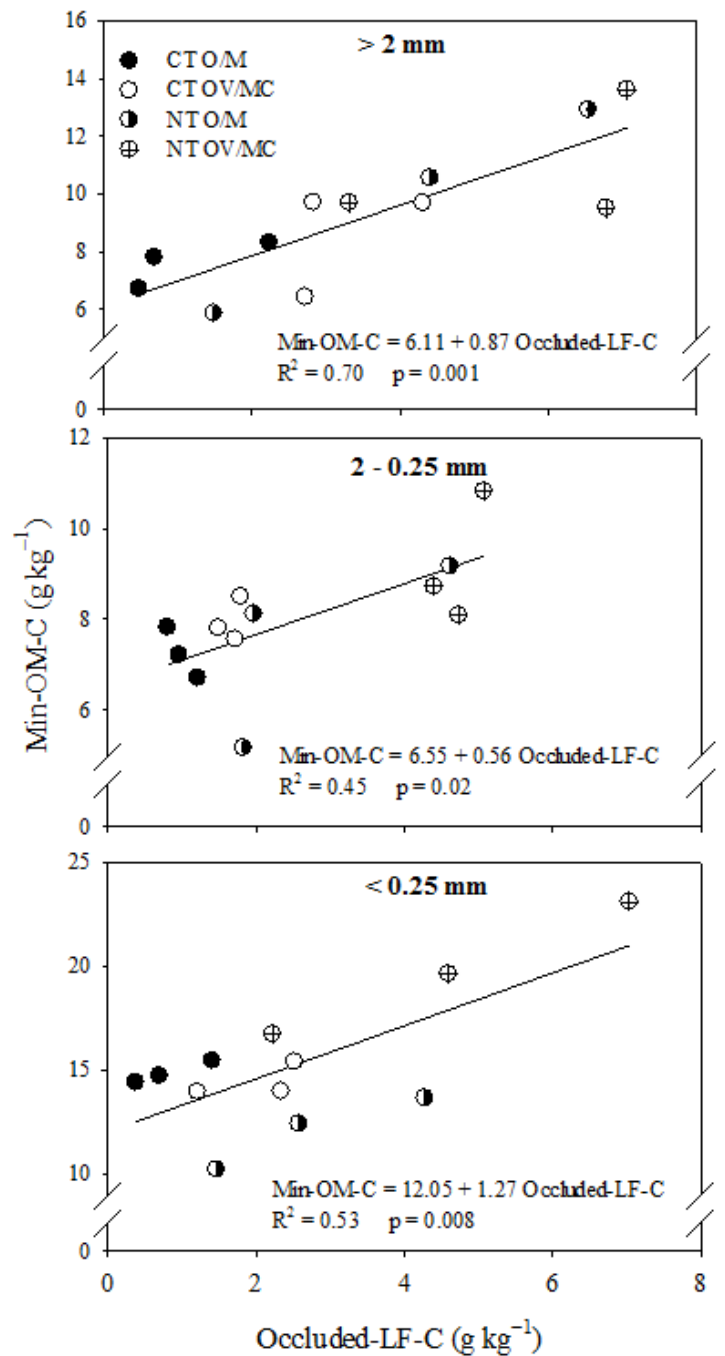 16
> 2 mm
14
12
10
8
6
0
CT O/M
CT OV/MC
NT O/M
NT OV/MC
Min-OM-C = 6.11 + 0.87 Occluded-LF-C
R² = 0.70 p = 0.001
12
2 - 0.25 mm
10
8
6
0
Min-OM-C = 6.55 + 0.56 Occluded-LF-C
R² = 0.45 p = 0.02
Min-OM-C (g kg⁻¹)
25
< 0.25 mm
20
15
10
0
Min-OM-C = 12.05 + 1.27 Occluded-LF-C
R² = 0.53 p = 0.008
0 2 4 6 8
Occluded-LF-C (g kg⁻¹)